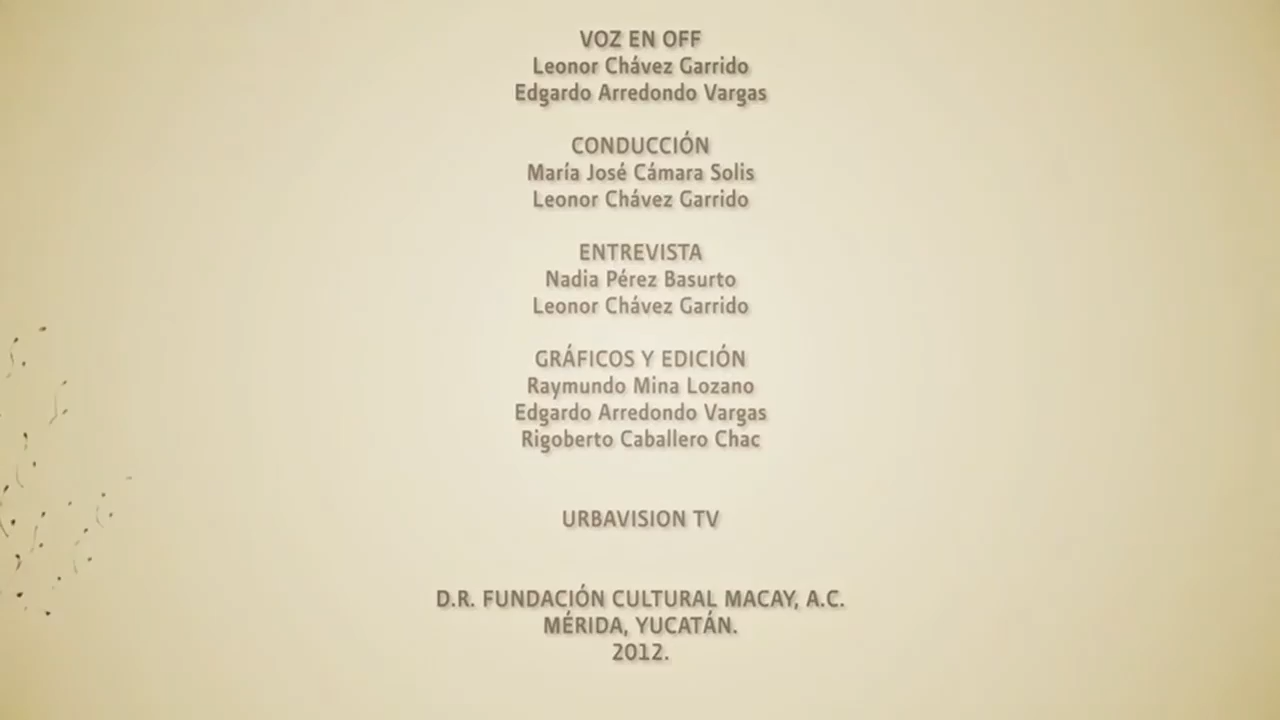 VOZ EN OFF
Leonor Chávez Garrido
Edgardo Arredondo Vargas
CONDUCCIÓN
María José Cámara Solis
Leonor Chávez Garrido
ENTREVISTA
Nadia Pérez Basurto
Leonor Chávez Garrido
GRÁFICOS Y EDICIÓN
Raymundo Mina Lozano
Edgardo Arredondo Vargas
Rigoberto Caballero Chac
URBAVISION TV
D.R. FUNDACIÓN CULTURAL MACAY, A.C.
MÉRIDA, YUCATÁN.
2012.